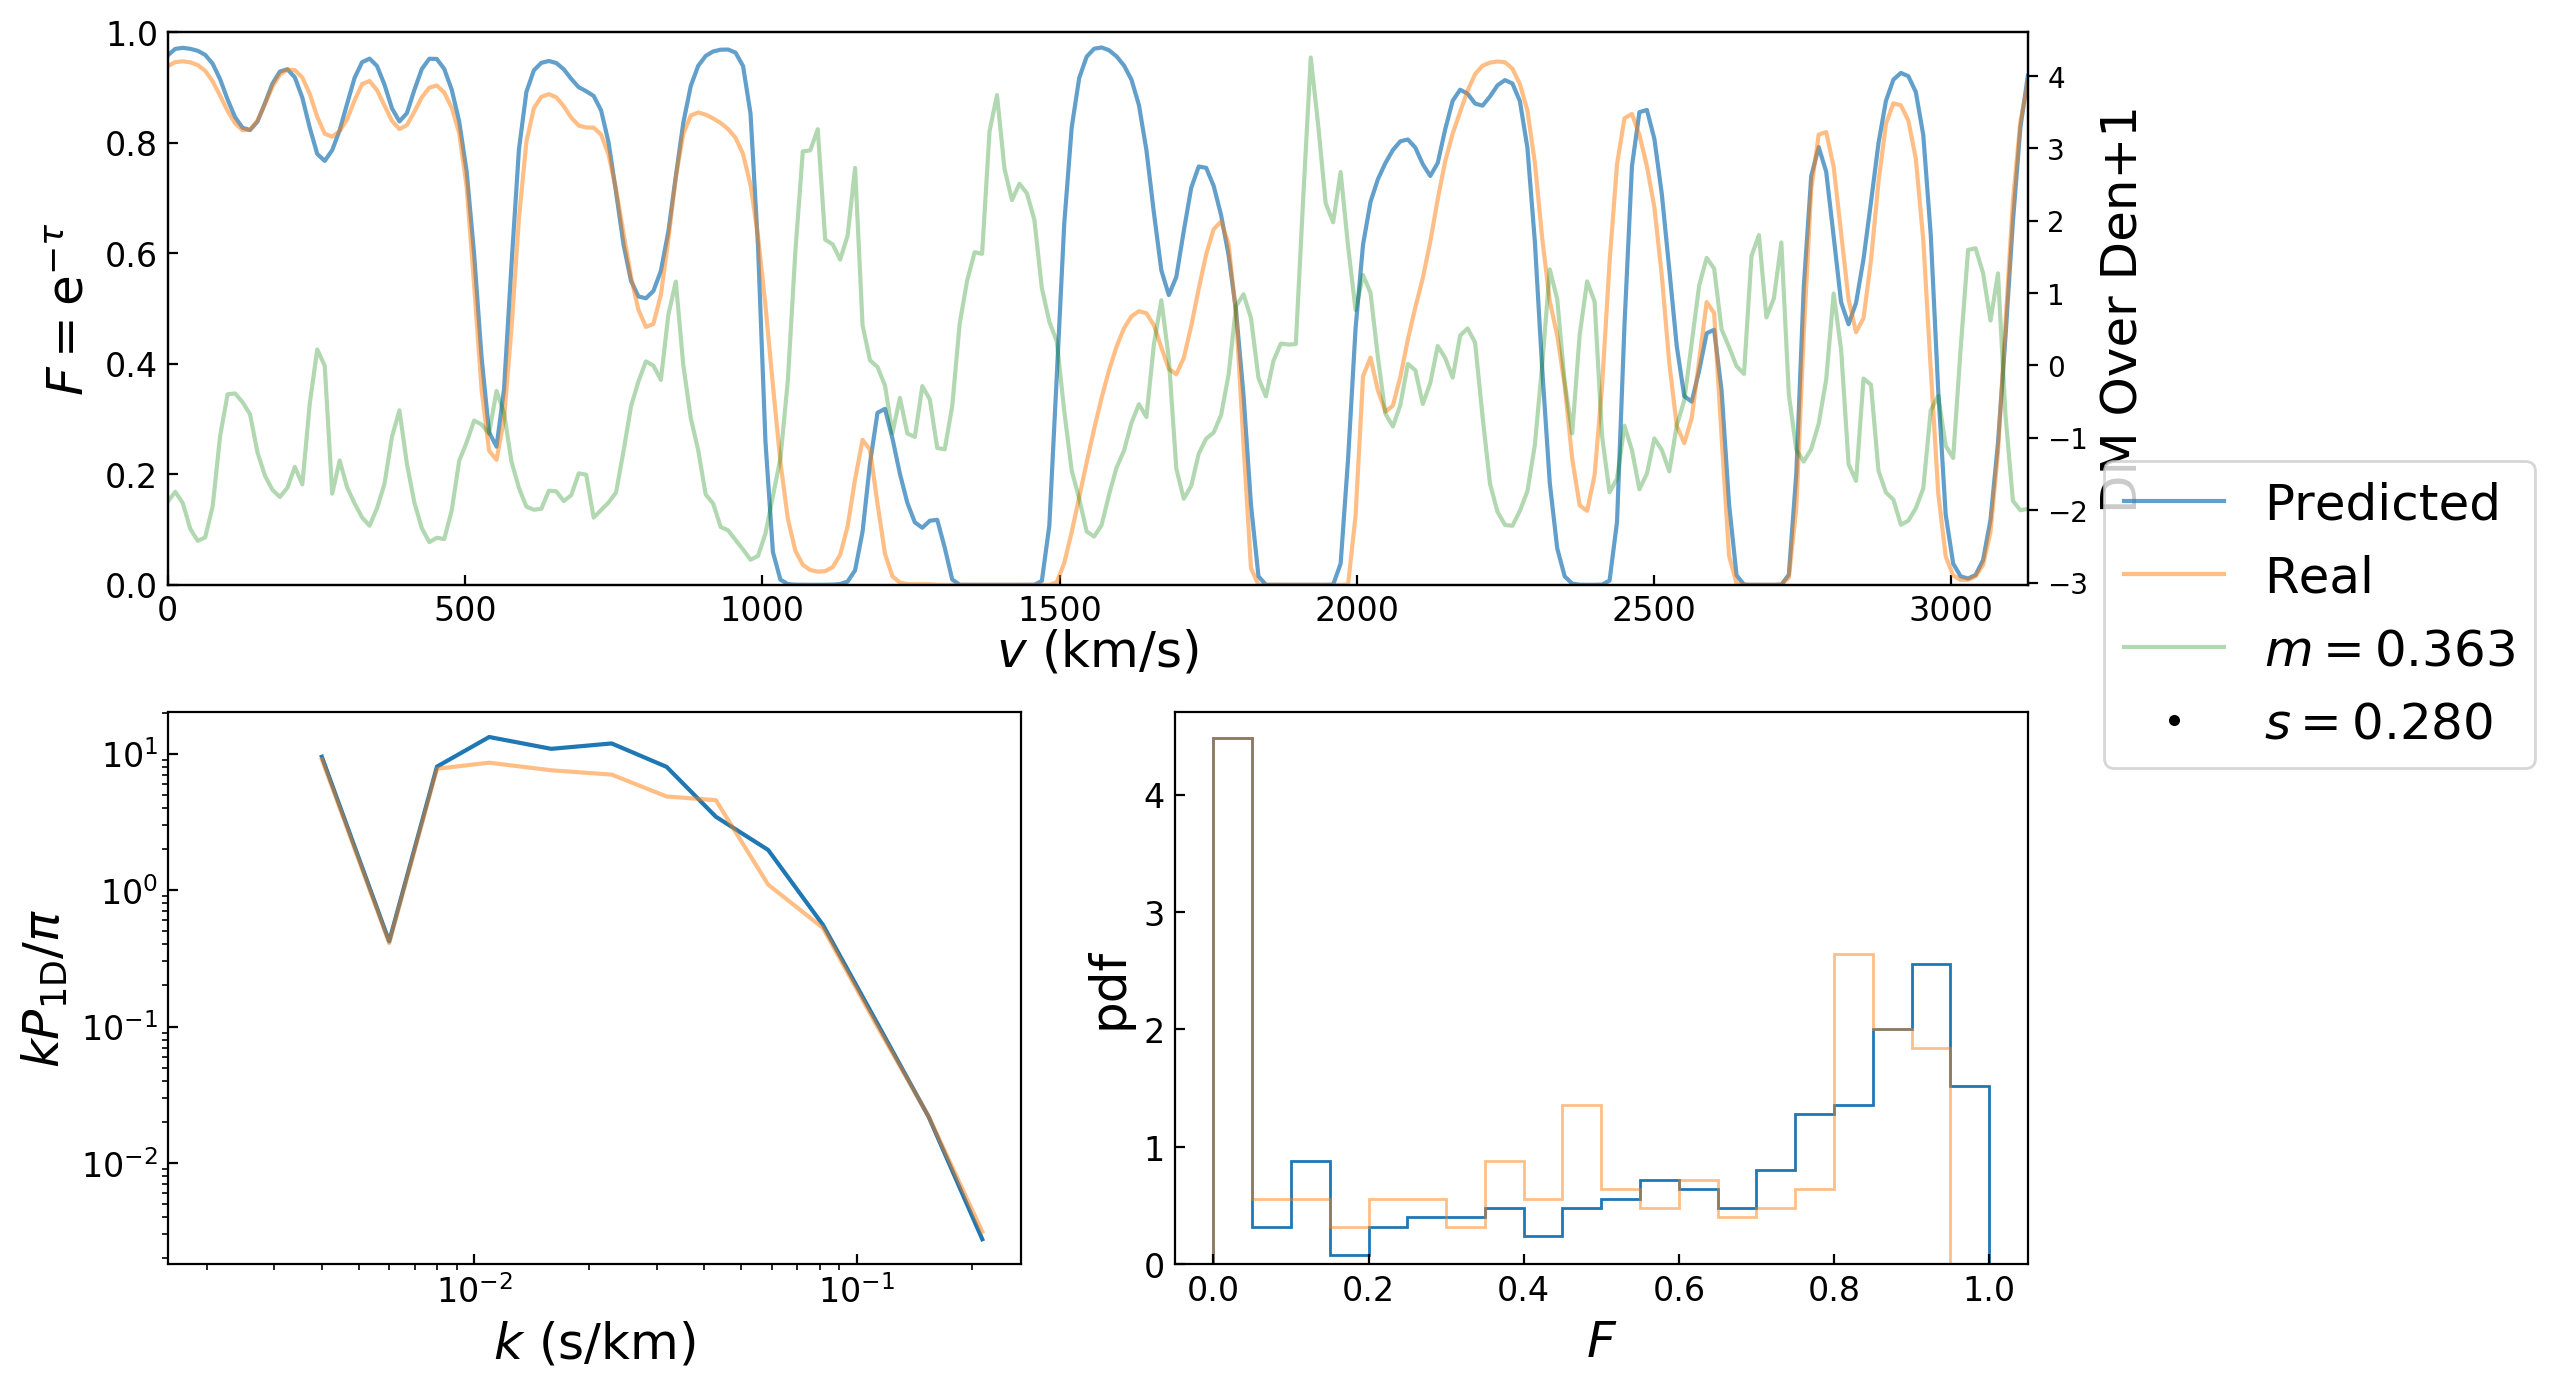 1.0
0.8
0.6
0.4
0.2
0.0
F = e^{−τ}
0 500 1000 1500 2000 2500 3000
v (km/s)
4
3
2
1
0
−1
−2
−3
DM Over Den+1
Predicted
Real
m = 0.363
s = 0.280
10^1
10^0
10^{−1}
10^{−2}
kP_{1D}/π
10^{−2} 10^{−1}
k (s/km)
4
3
2
1
0
pdf
0.0 0.2 0.4 0.6 0.8 1.0
F